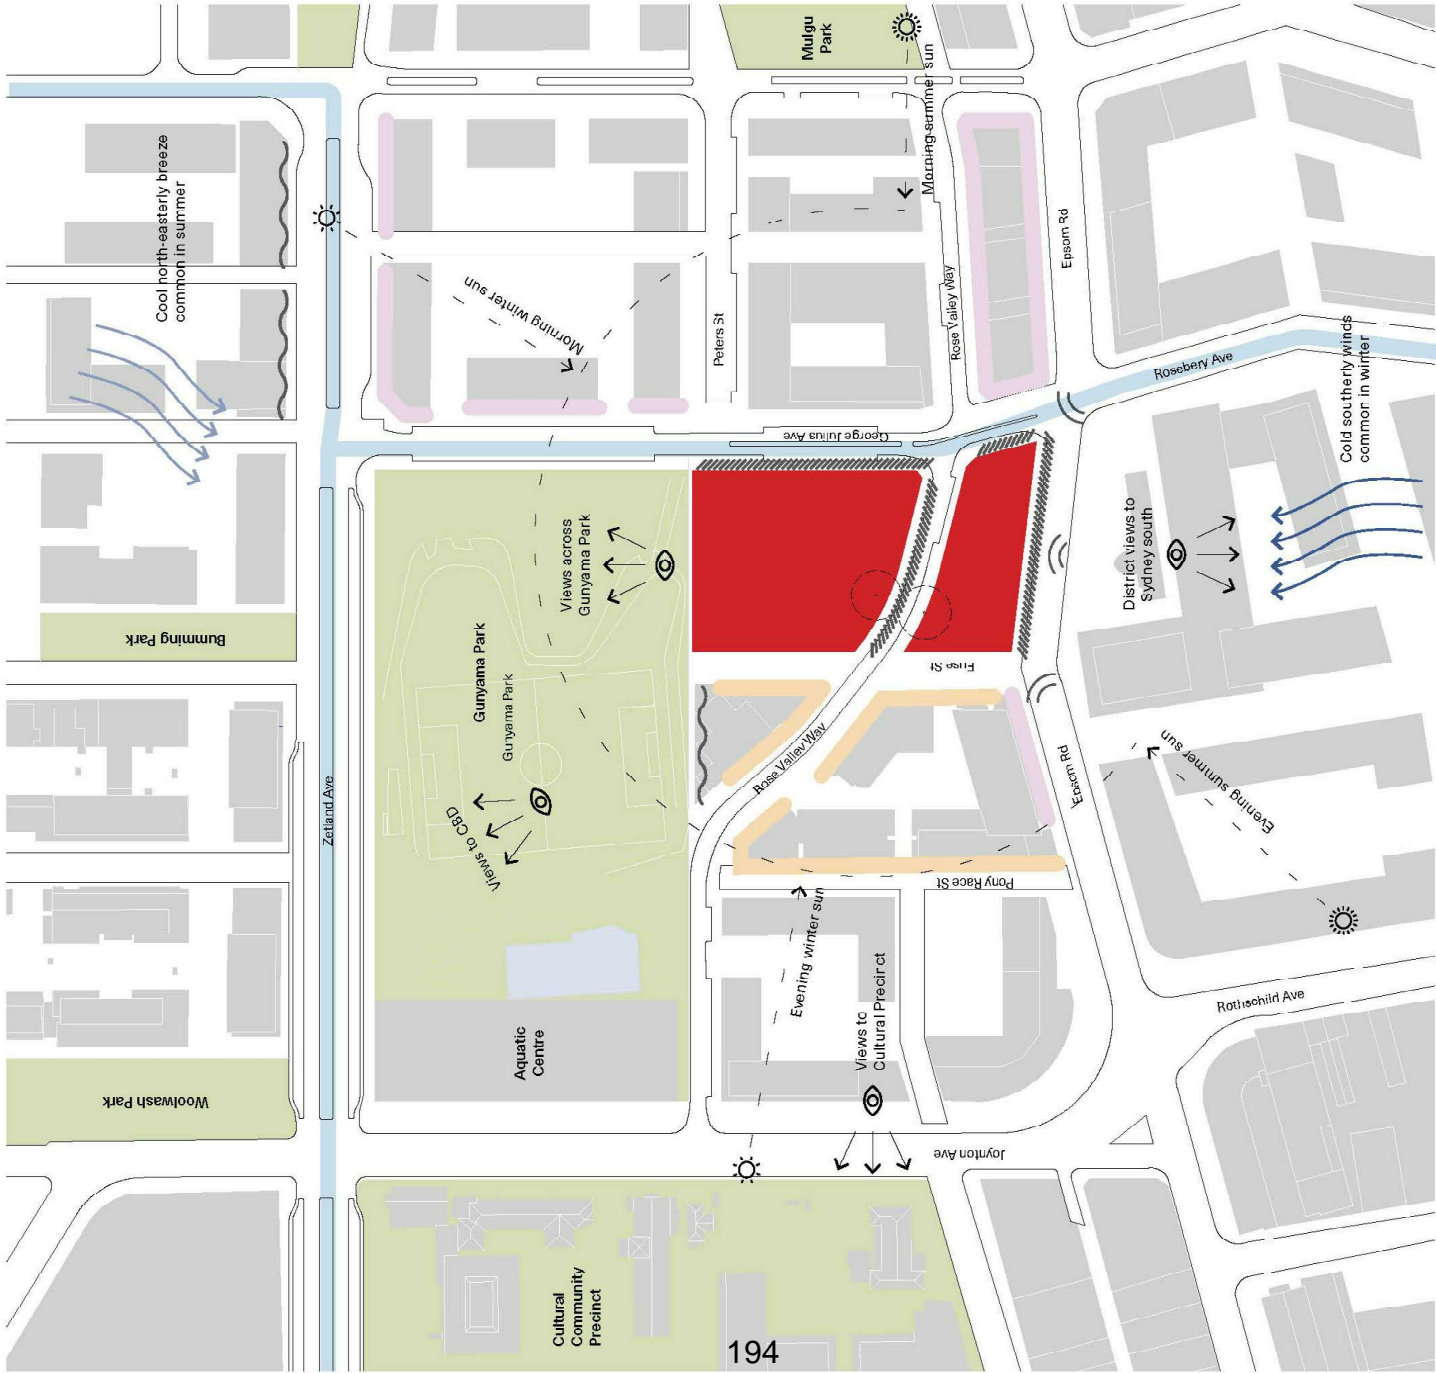 Mulgu
Park
Morning summer sun
Cool north-easterly breeze
common in summer
Morning winter sun
Peters St
Rose Valley Way
Epsom Rd
Rosebery Ave
Cold southerly winds
common in winter
George Julius Ave
Views across
Gunyama Park
District views to
Sydney south
Bumming Park
Gunyama Park
Gunyama Park
Fuse St
Zetland Ave
Views to CBD
Rose Valley Way
Epsom Rd
Evening summer sun
Pony Race St
Evening winter sun
Views to
Cultural Precinct
Rothschild Ave
Aquatic
Centre
Woolwash Park
Joynton Ave
Cultural
Community
Precinct
194